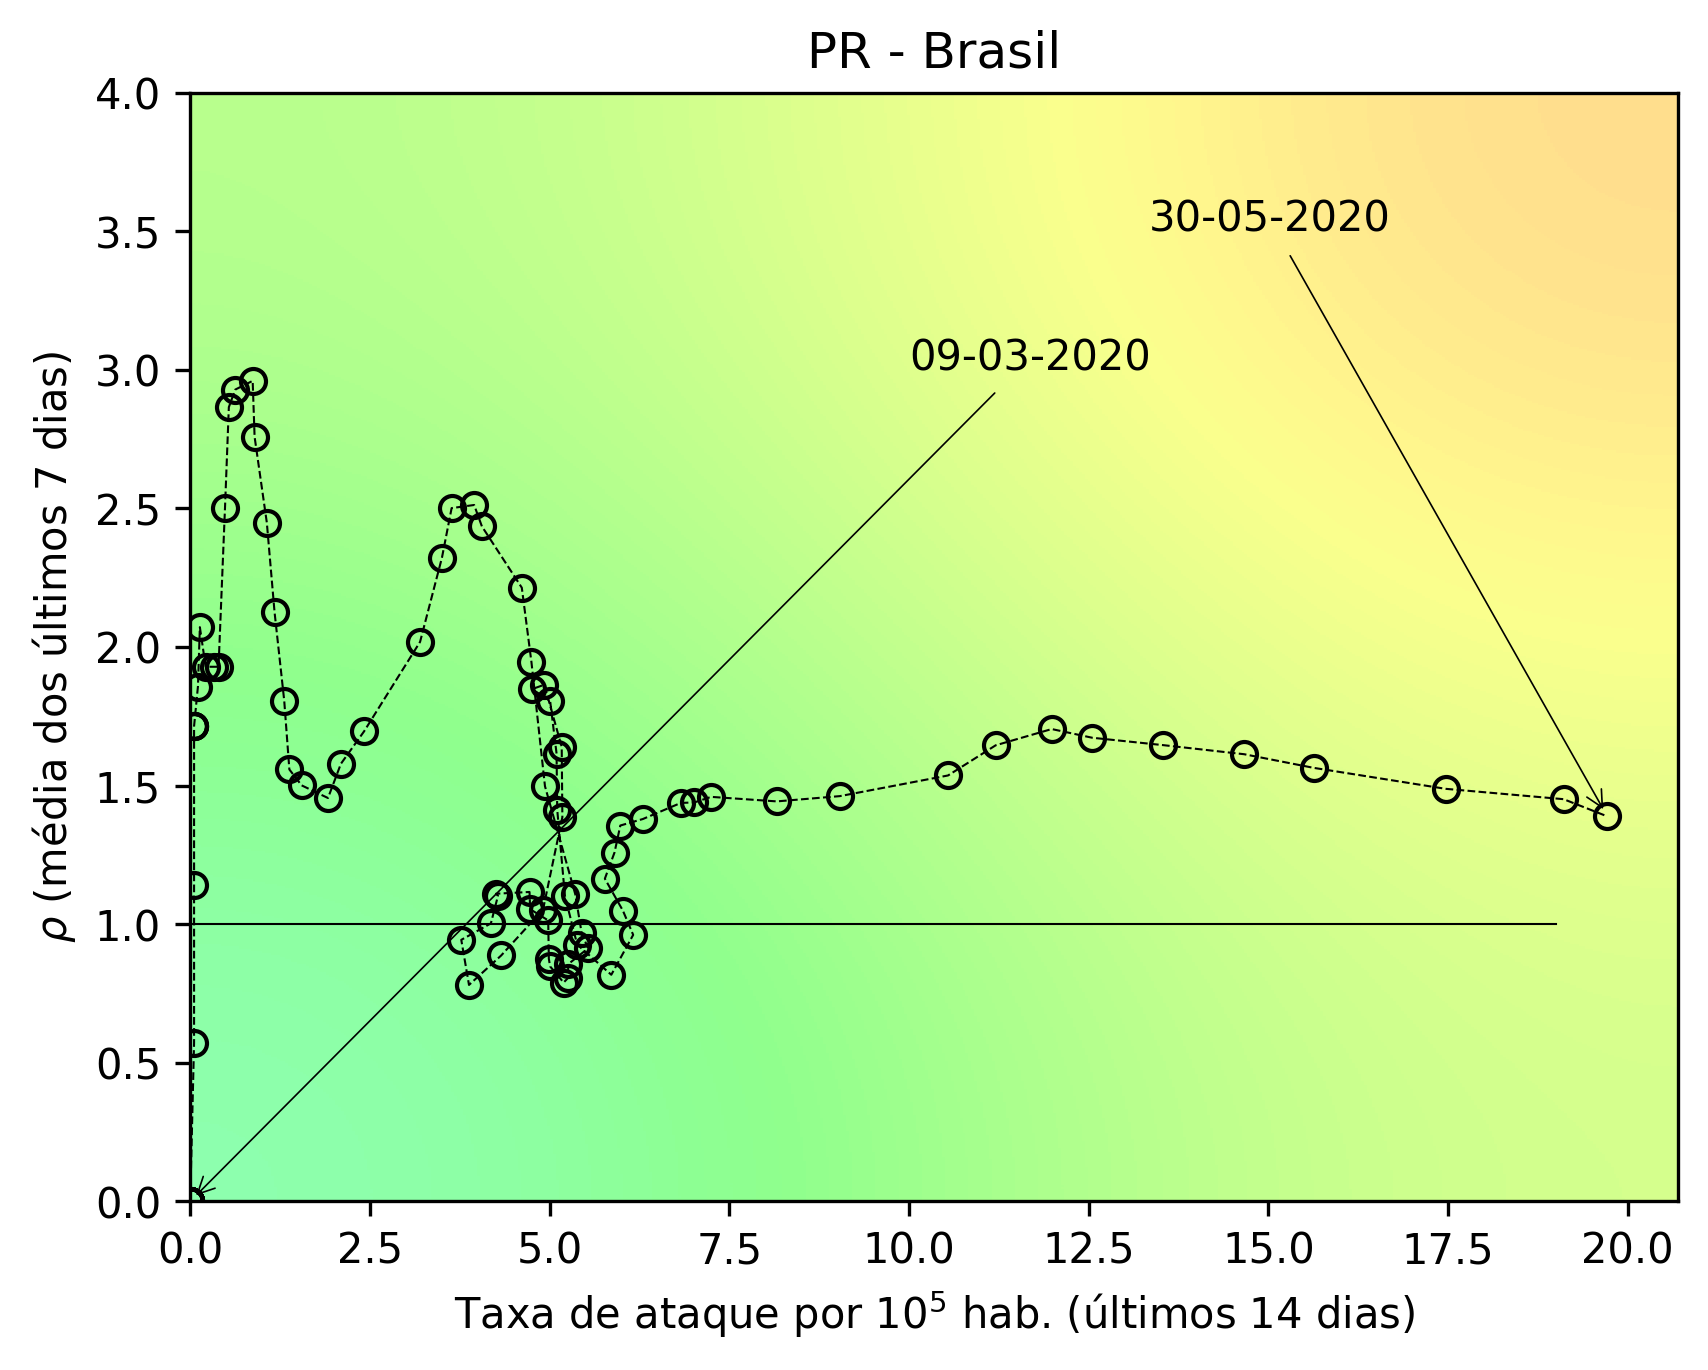 PR - Brasil
4.0
3.5
3.0
2.5
2.0
1.5
1.0
0.5
0.0
ρ (média dos últimos 7 dias)
30-05-2020
09-03-2020
0.0 2.5 5.0 7.5 10.0 12.5 15.0 17.5 20.0
Taxa de ataque por 10⁵ hab. (últimos 14 dias)